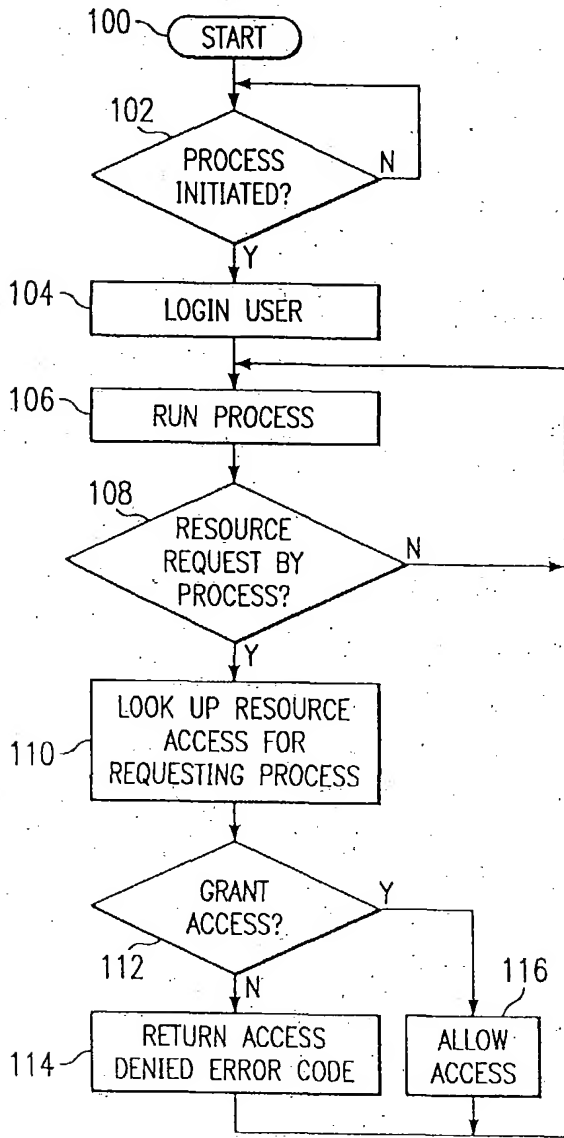 100
START
102
PROCESS
INITIATED?
N
Y
104
LOGIN USER
106
RUN PROCESS
108
RESOURCE
REQUEST BY
PROCESS?
N
Y
110
LOOK UP RESOURCE
ACCESS FOR
REQUESTING PROCESS
GRANT
ACCESS?
Y
112
N
116
114
RETURN ACCESS
DENIED ERROR CODE
ALLOW
ACCESS